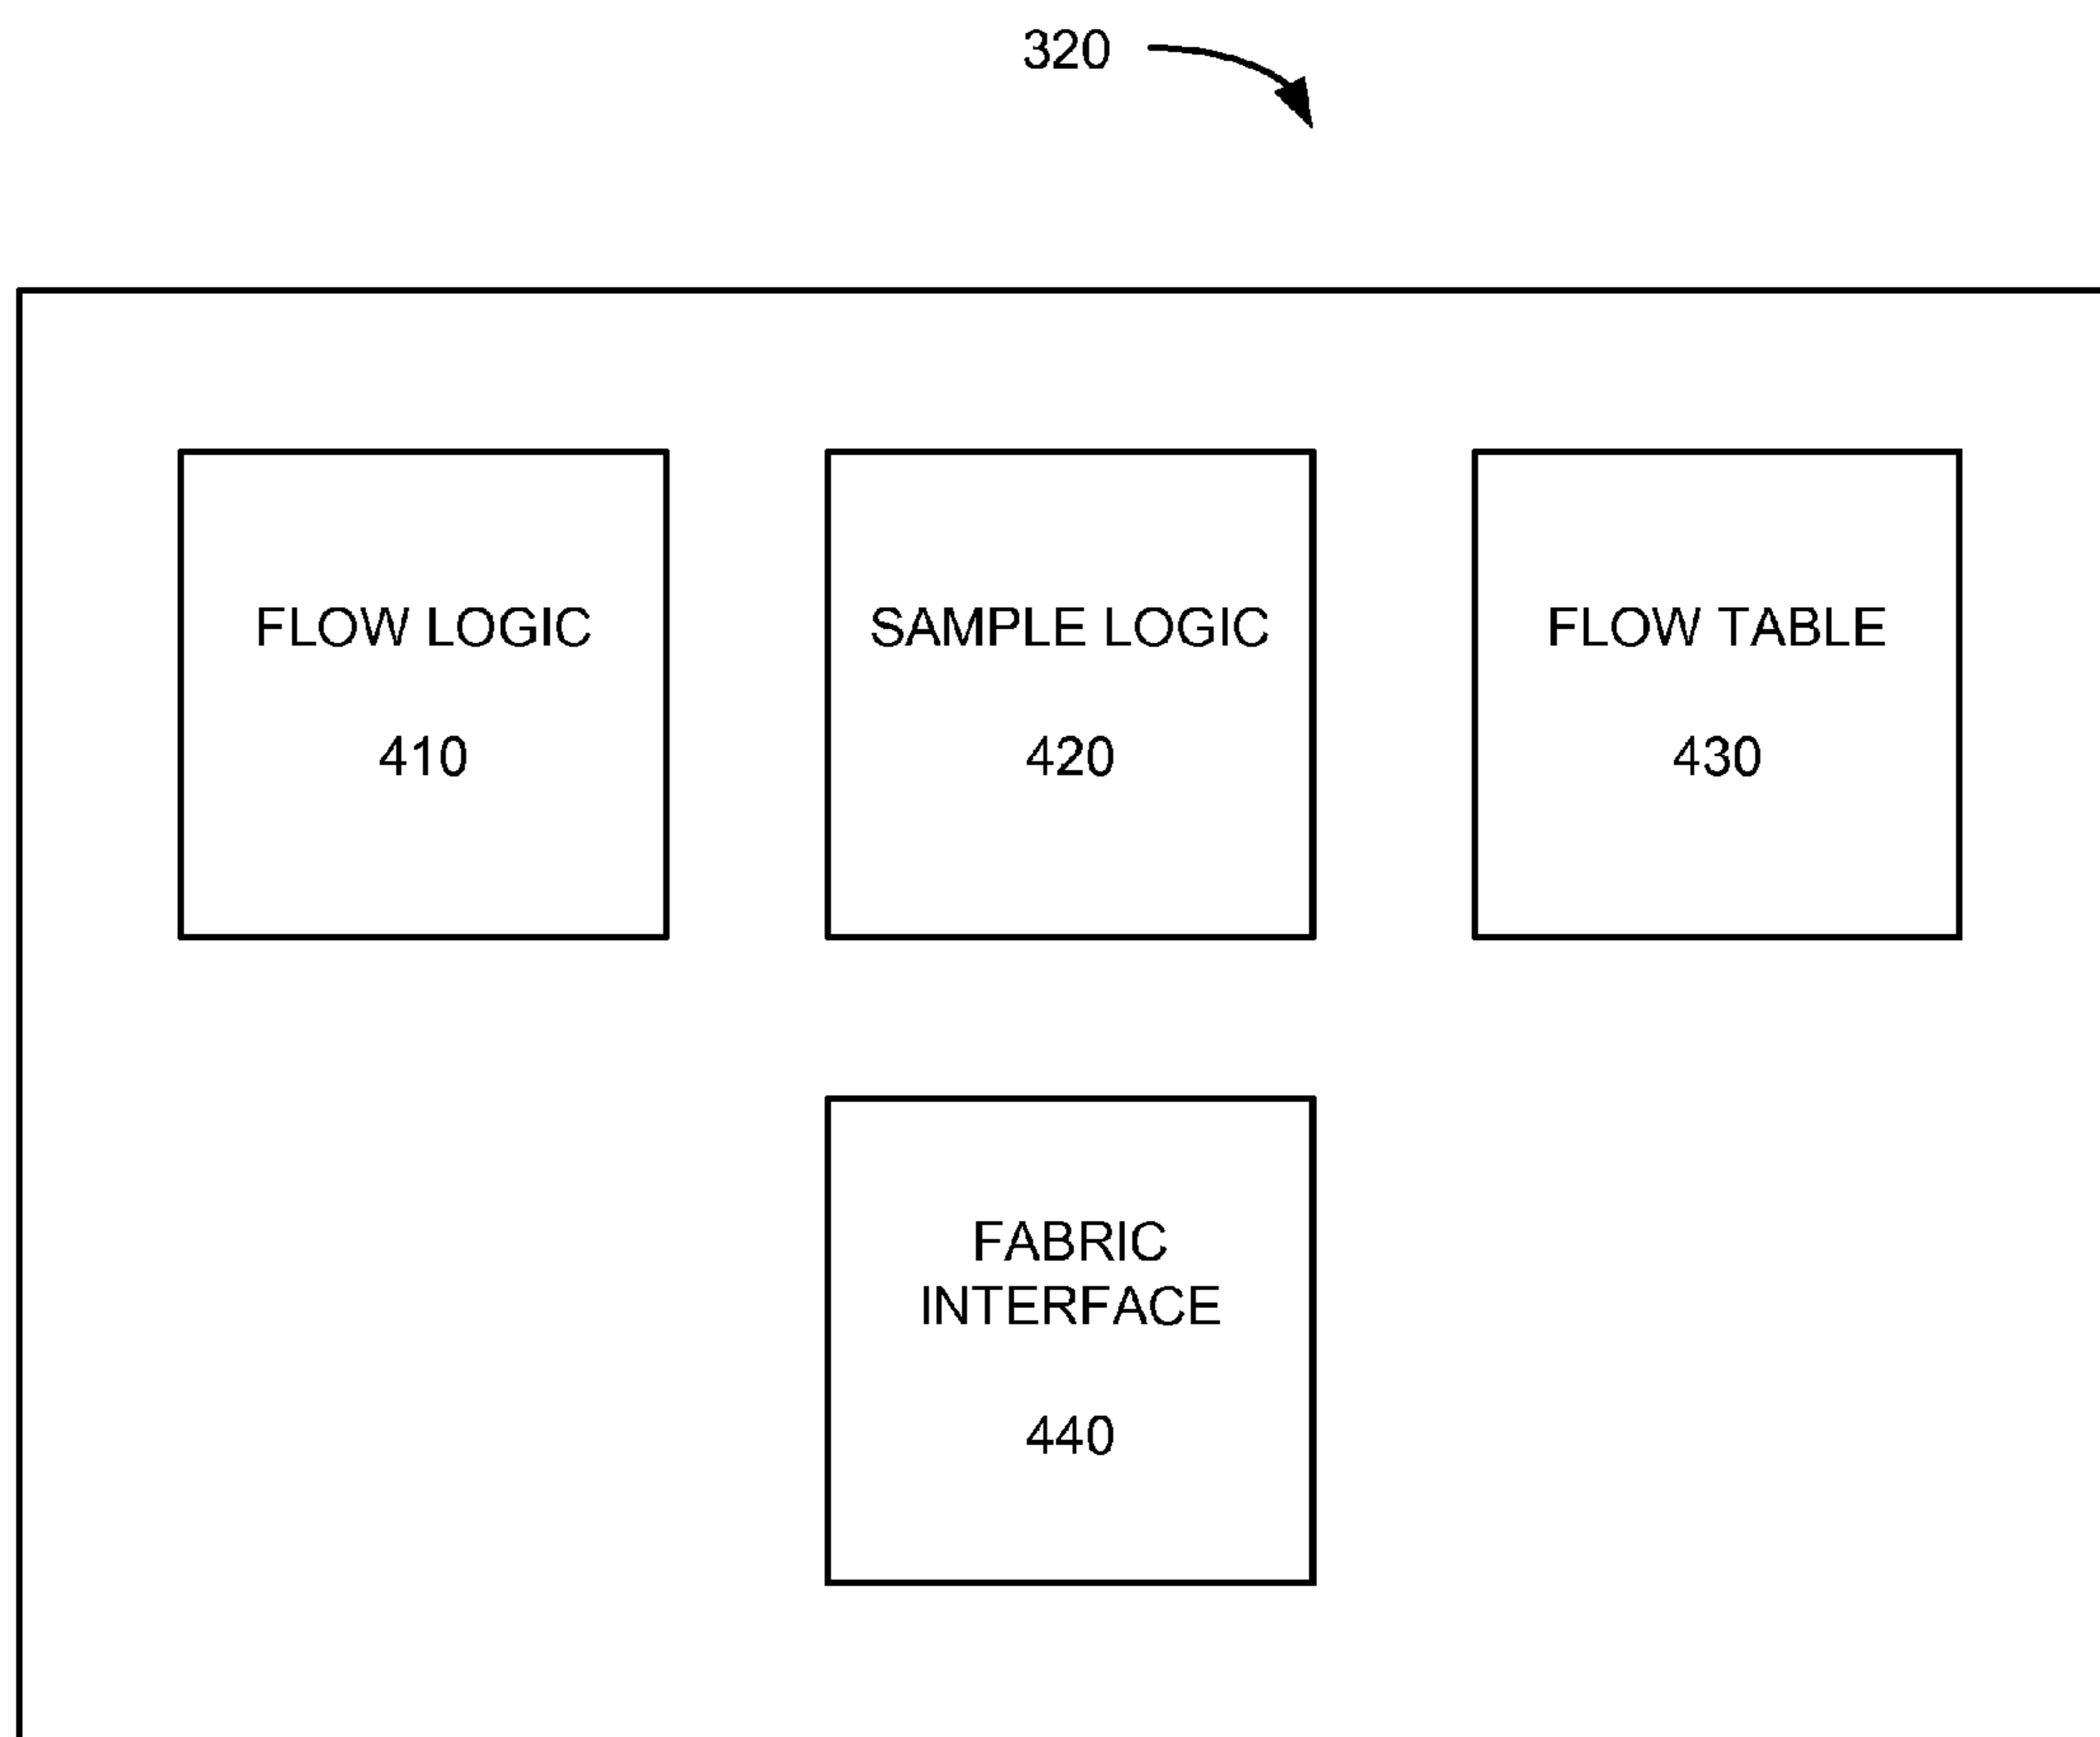 320
FLOW LOGIC
410
SAMPLE LOGIC
420
FLOW TABLE
430
FABRIC
INTERFACE
440